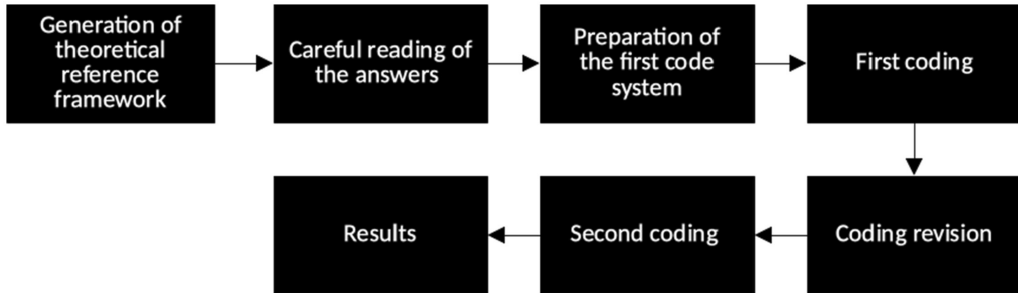 Generation of
theoretical
reference
framework
Careful reading of
the answers
Preparation of
the first code
system
First coding
Coding revision
Second coding
Results